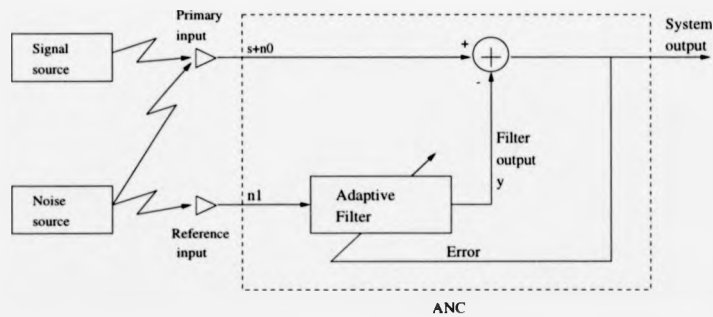 Primary
input
System
output
Signal
source
s+n0
+
-
Filter
output
y
Noise
source
n1
Adaptive
Filter
Reference
input
Error
ANC